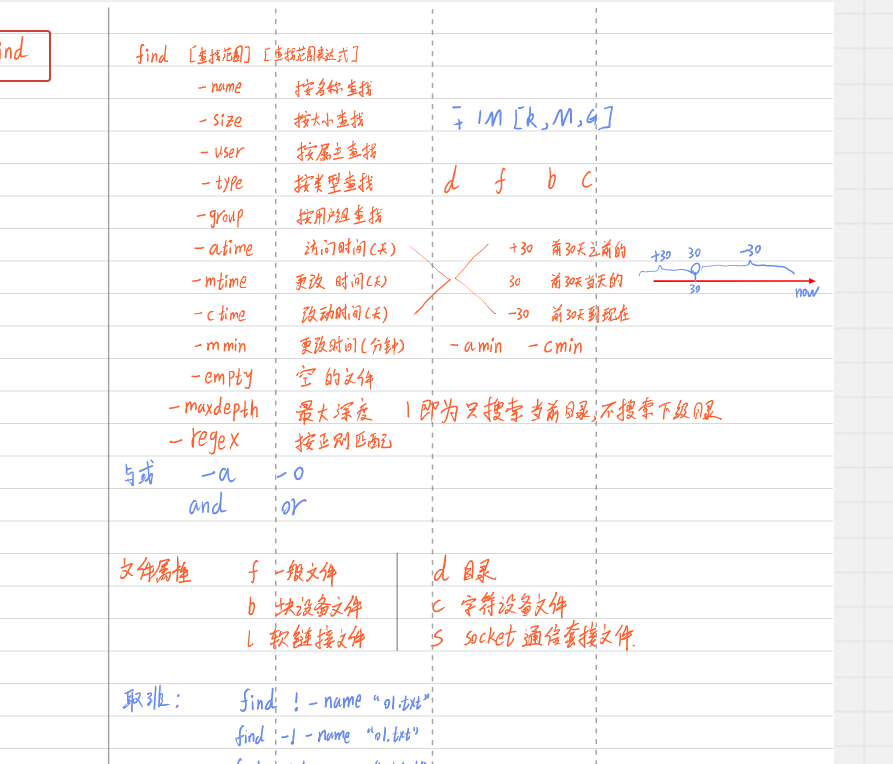 ind
find [查找范围] [查找范围表达式]
-name 按名称查找
-size 按大小查找 -+ 1M [k,M,G]
-user 按属主查找
-type 按类型查找 d f b c
-group 按用户组查找
-atime 访问时间(天) +30 前30天之前的
-mtime 更改时间(天) 30 前30天当天的
-ctime 改动时间(天) -30 前30天到现在
+30 30 -30
30 now
-mmin 更改时间(分钟) -amin -cmin
-empty 空的文件
-maxdepth 最大深度 1即为只搜索当前目录,不搜索下级目录
-regex 按正则匹配
与或 -a -o
and or
文件属性 f 一般文件 d 目录
b 块设备文件 c 字符设备文件
l 软链接文件 s socket通信套接文件.
取非: find ! -name "01.txt"
find -! -name "01.txt"